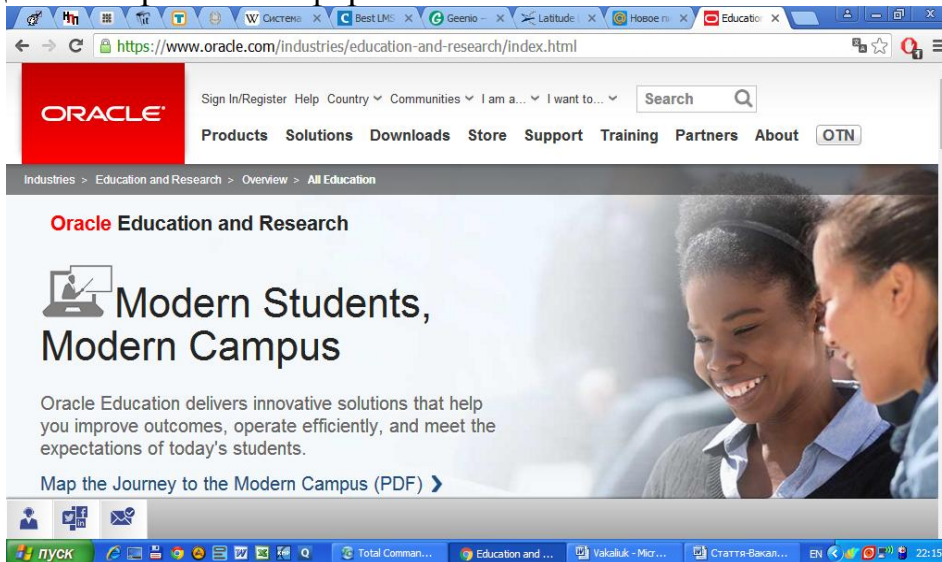 Система
Best LMS
Geenio –
Latitude
Новое п
Education
https://www.oracle.com/industries/education-and-research/index.html
ORACLE
Sign In/Register Help Country Communities I am a... I want to... Search
Products Solutions Downloads Store Support Training Partners About OTN
Industries > Education and Research > Overview > All Education
Oracle Education and Research
Modern Students,
Modern Campus
Oracle Education delivers innovative solutions that help
you improve outcomes, operate efficiently, and meet the
expectations of today's students.
Map the Journey to the Modern Campus (PDF) ❯
пуск Total Comman... Education and ... Vakaliuk - Micr... Стаття-Вакал... EN 22:15